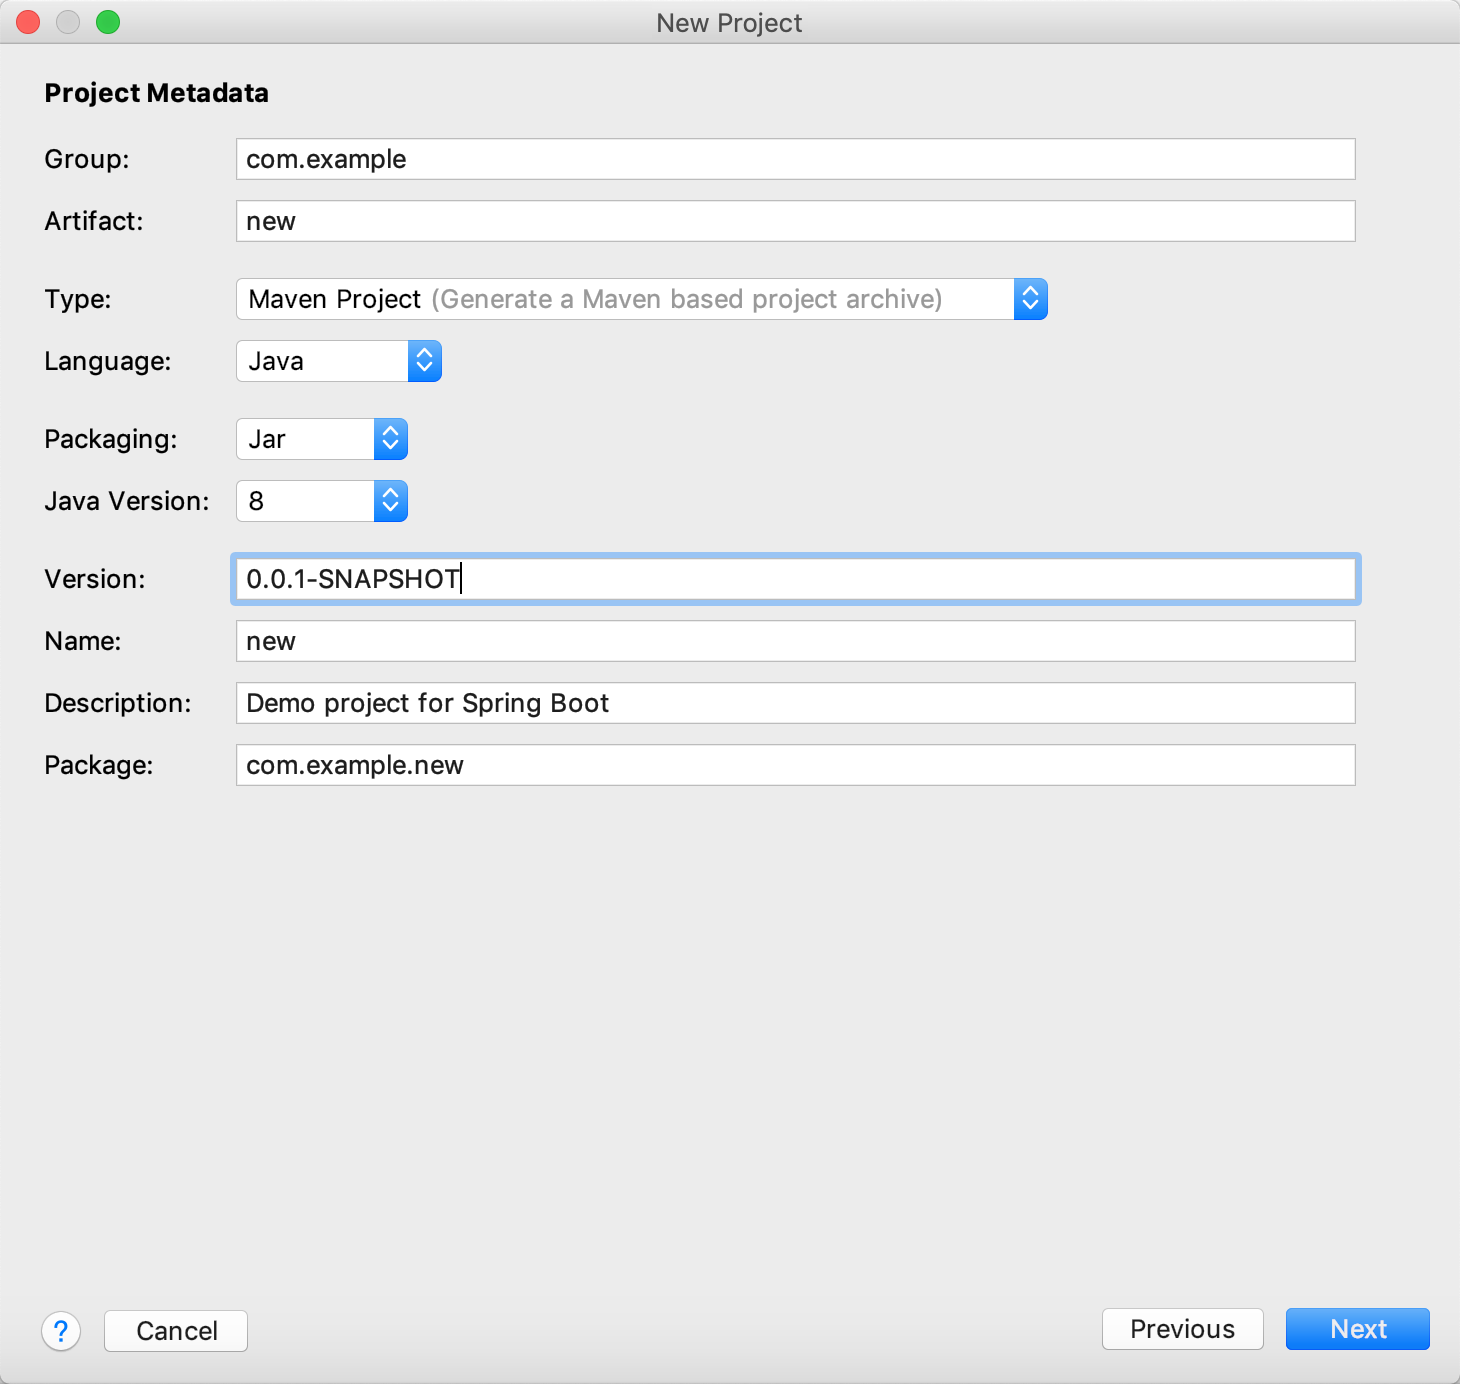 New Project
Project Metadata
Group: com.example
Artifact: new
Type: Maven Project (Generate a Maven based project archive)
Language: Java
Packaging: Jar
Java Version: 8
Version: 0.0.1-SNAPSHOT
Name: new
Description: Demo project for Spring Boot
Package: com.example.new
? Cancel Previous Next